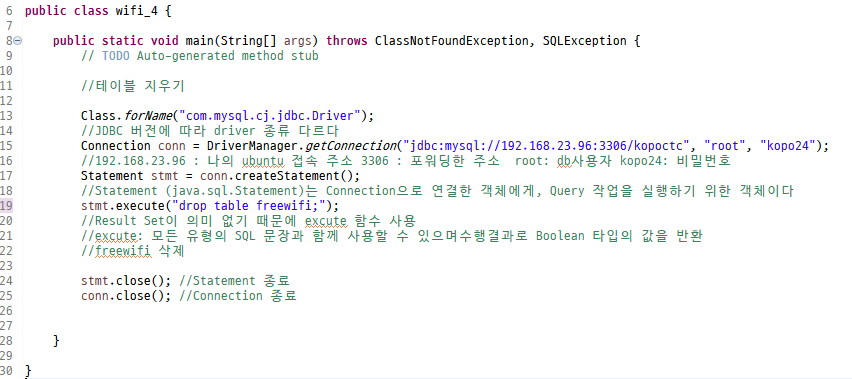 6 public class wifi_4 {
7
8 public static void main(String[] args) throws ClassNotFoundException, SQLException {
9 // TODO Auto-generated method stub
10
11 //테이블 지우기
12
13 Class.forName("com.mysql.cj.jdbc.Driver");
14 //JDBC 버젼에 따라 driver 종류 다르다
15 Connection conn = DriverManager.getConnection("jdbc:mysql://192.168.23.96:3306/kopoctc", "root", "kopo24");
16 //192.168.23.96 : 나의 ubuntu 접속 주소 3306 : 포워딩한 주소 root: db사용자 kopo24: 비밀번호
17 Statement stmt = conn.createStatement();
18 //Statement (java.sql.Statement)는 Connection으로 연결한 객체에게, Query 작업을 실행하기 위한 객체이다
19 stmt.execute("drop table freewifi;");
20 //Result Set이 의미 없기 때문에 excute 함수 사용
21 //excute: 모든 유형의 SQL 문장과 함께 사용할 수 있으며수행결과로 Boolean 타입의 값을 반환
22 //freewifi 삭제
23
24 stmt.close(); //Statement 종료
25 conn.close(); //Connection 종료
26
27
28 }
29
30 }